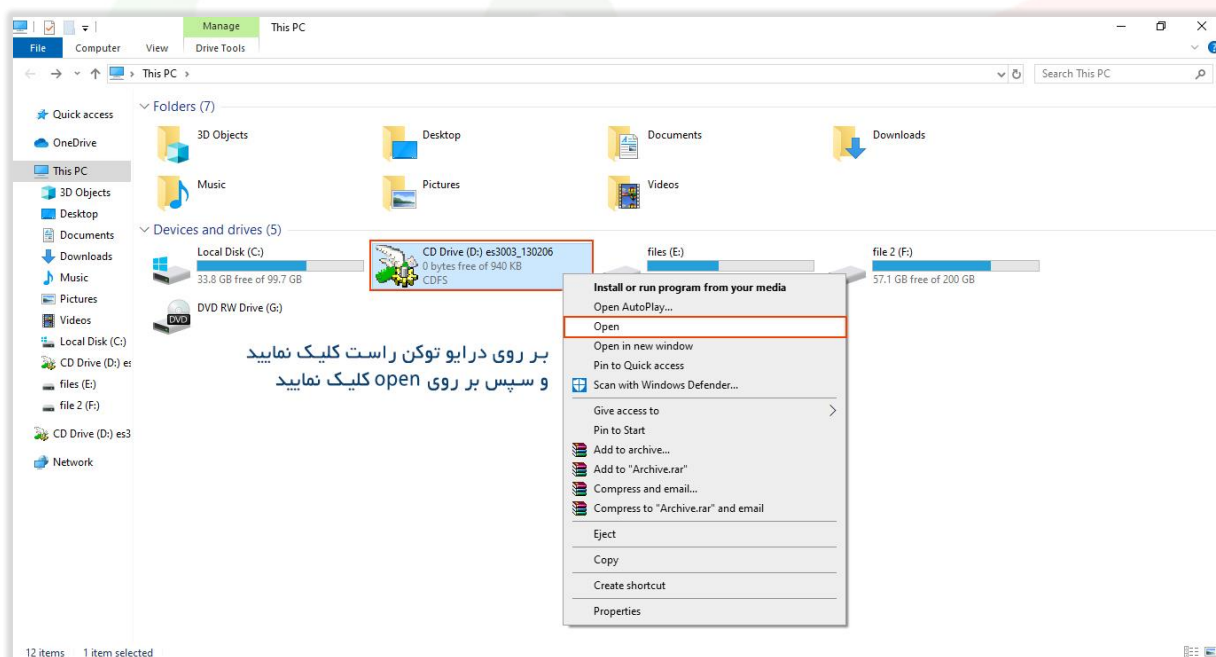 Manage This PC
File Computer View Drive Tools
This PC
Search This PC
Quick access
OneDrive
This PC
3D Objects
Desktop
Documents
Downloads
Music
Pictures
Videos
Local Disk (C:)
CD Drive (D:) es
files (E:)
file 2 (F:)
CD Drive (D:) es3
Network
Folders (7)
3D Objects
Desktop
Documents
Downloads
Music
Pictures
Videos
Devices and drives (5)
Local Disk (C:)
33.8 GB free of 99.7 GB
CD Drive (D:) es3003_130206
0 bytes free of 940 KB
CDFS
files (E:)
file 2 (F:)
57.1 GB free of 200 GB
DVD RW Drive (G:)
DVD
بر روی درایو توکن راست کلیک نمایید
و سپس بر روی open کلیک نمایید
Install or run program from your media
Open AutoPlay...
Open
Open in new window
Pin to Quick access
Scan with Windows Defender...
Give access to
Pin to Start
Add to archive...
Add to "Archive.rar"
Compress and email...
Compress to "Archive.rar" and email
Eject
Copy
Create shortcut
Properties
12 items 1 item selected